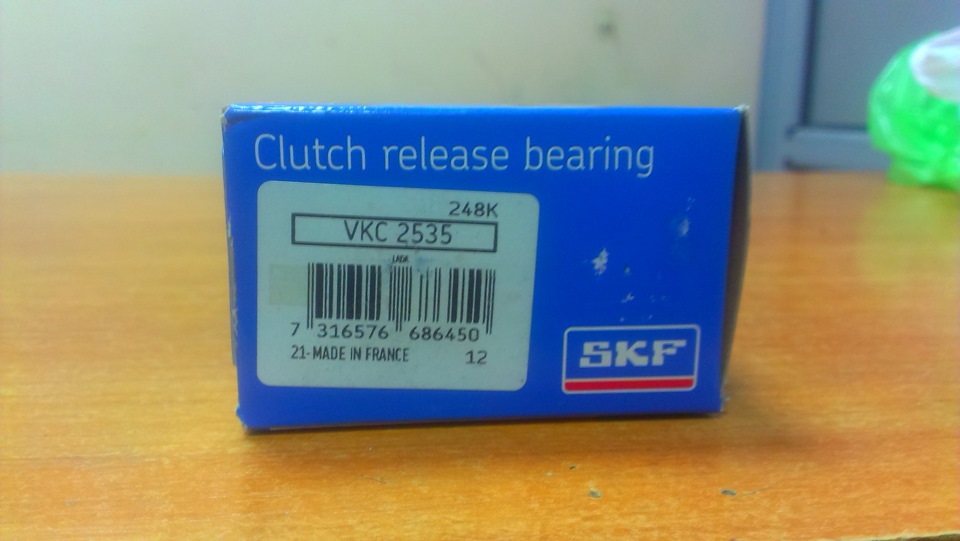 Clutch release bearing
248K
VKC 2535
LADA
7 316576 686450
21-MADE IN FRANCE 12
SKF